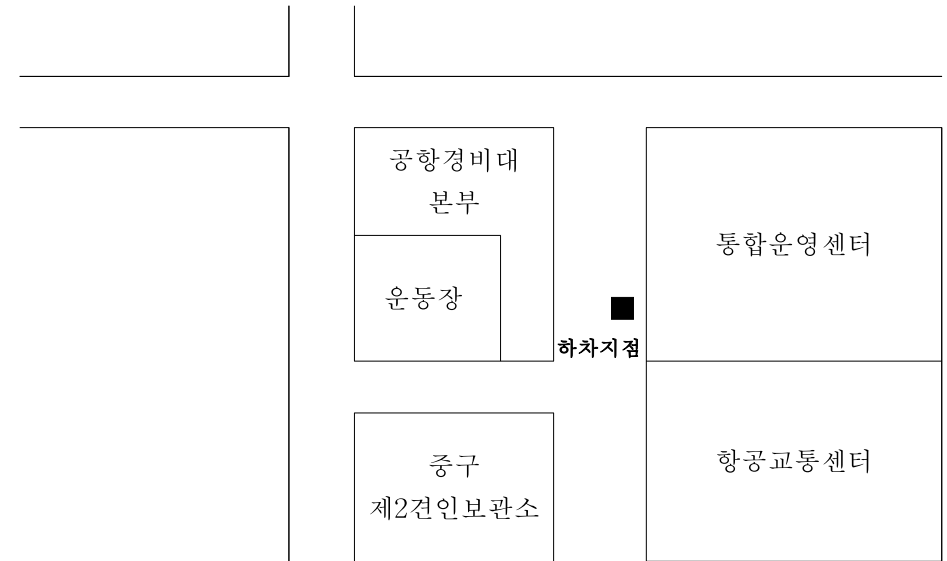 공항경비대
본부
통합운영센터
운동장
하차지점
중구
제2견인보관소
항공교통센터